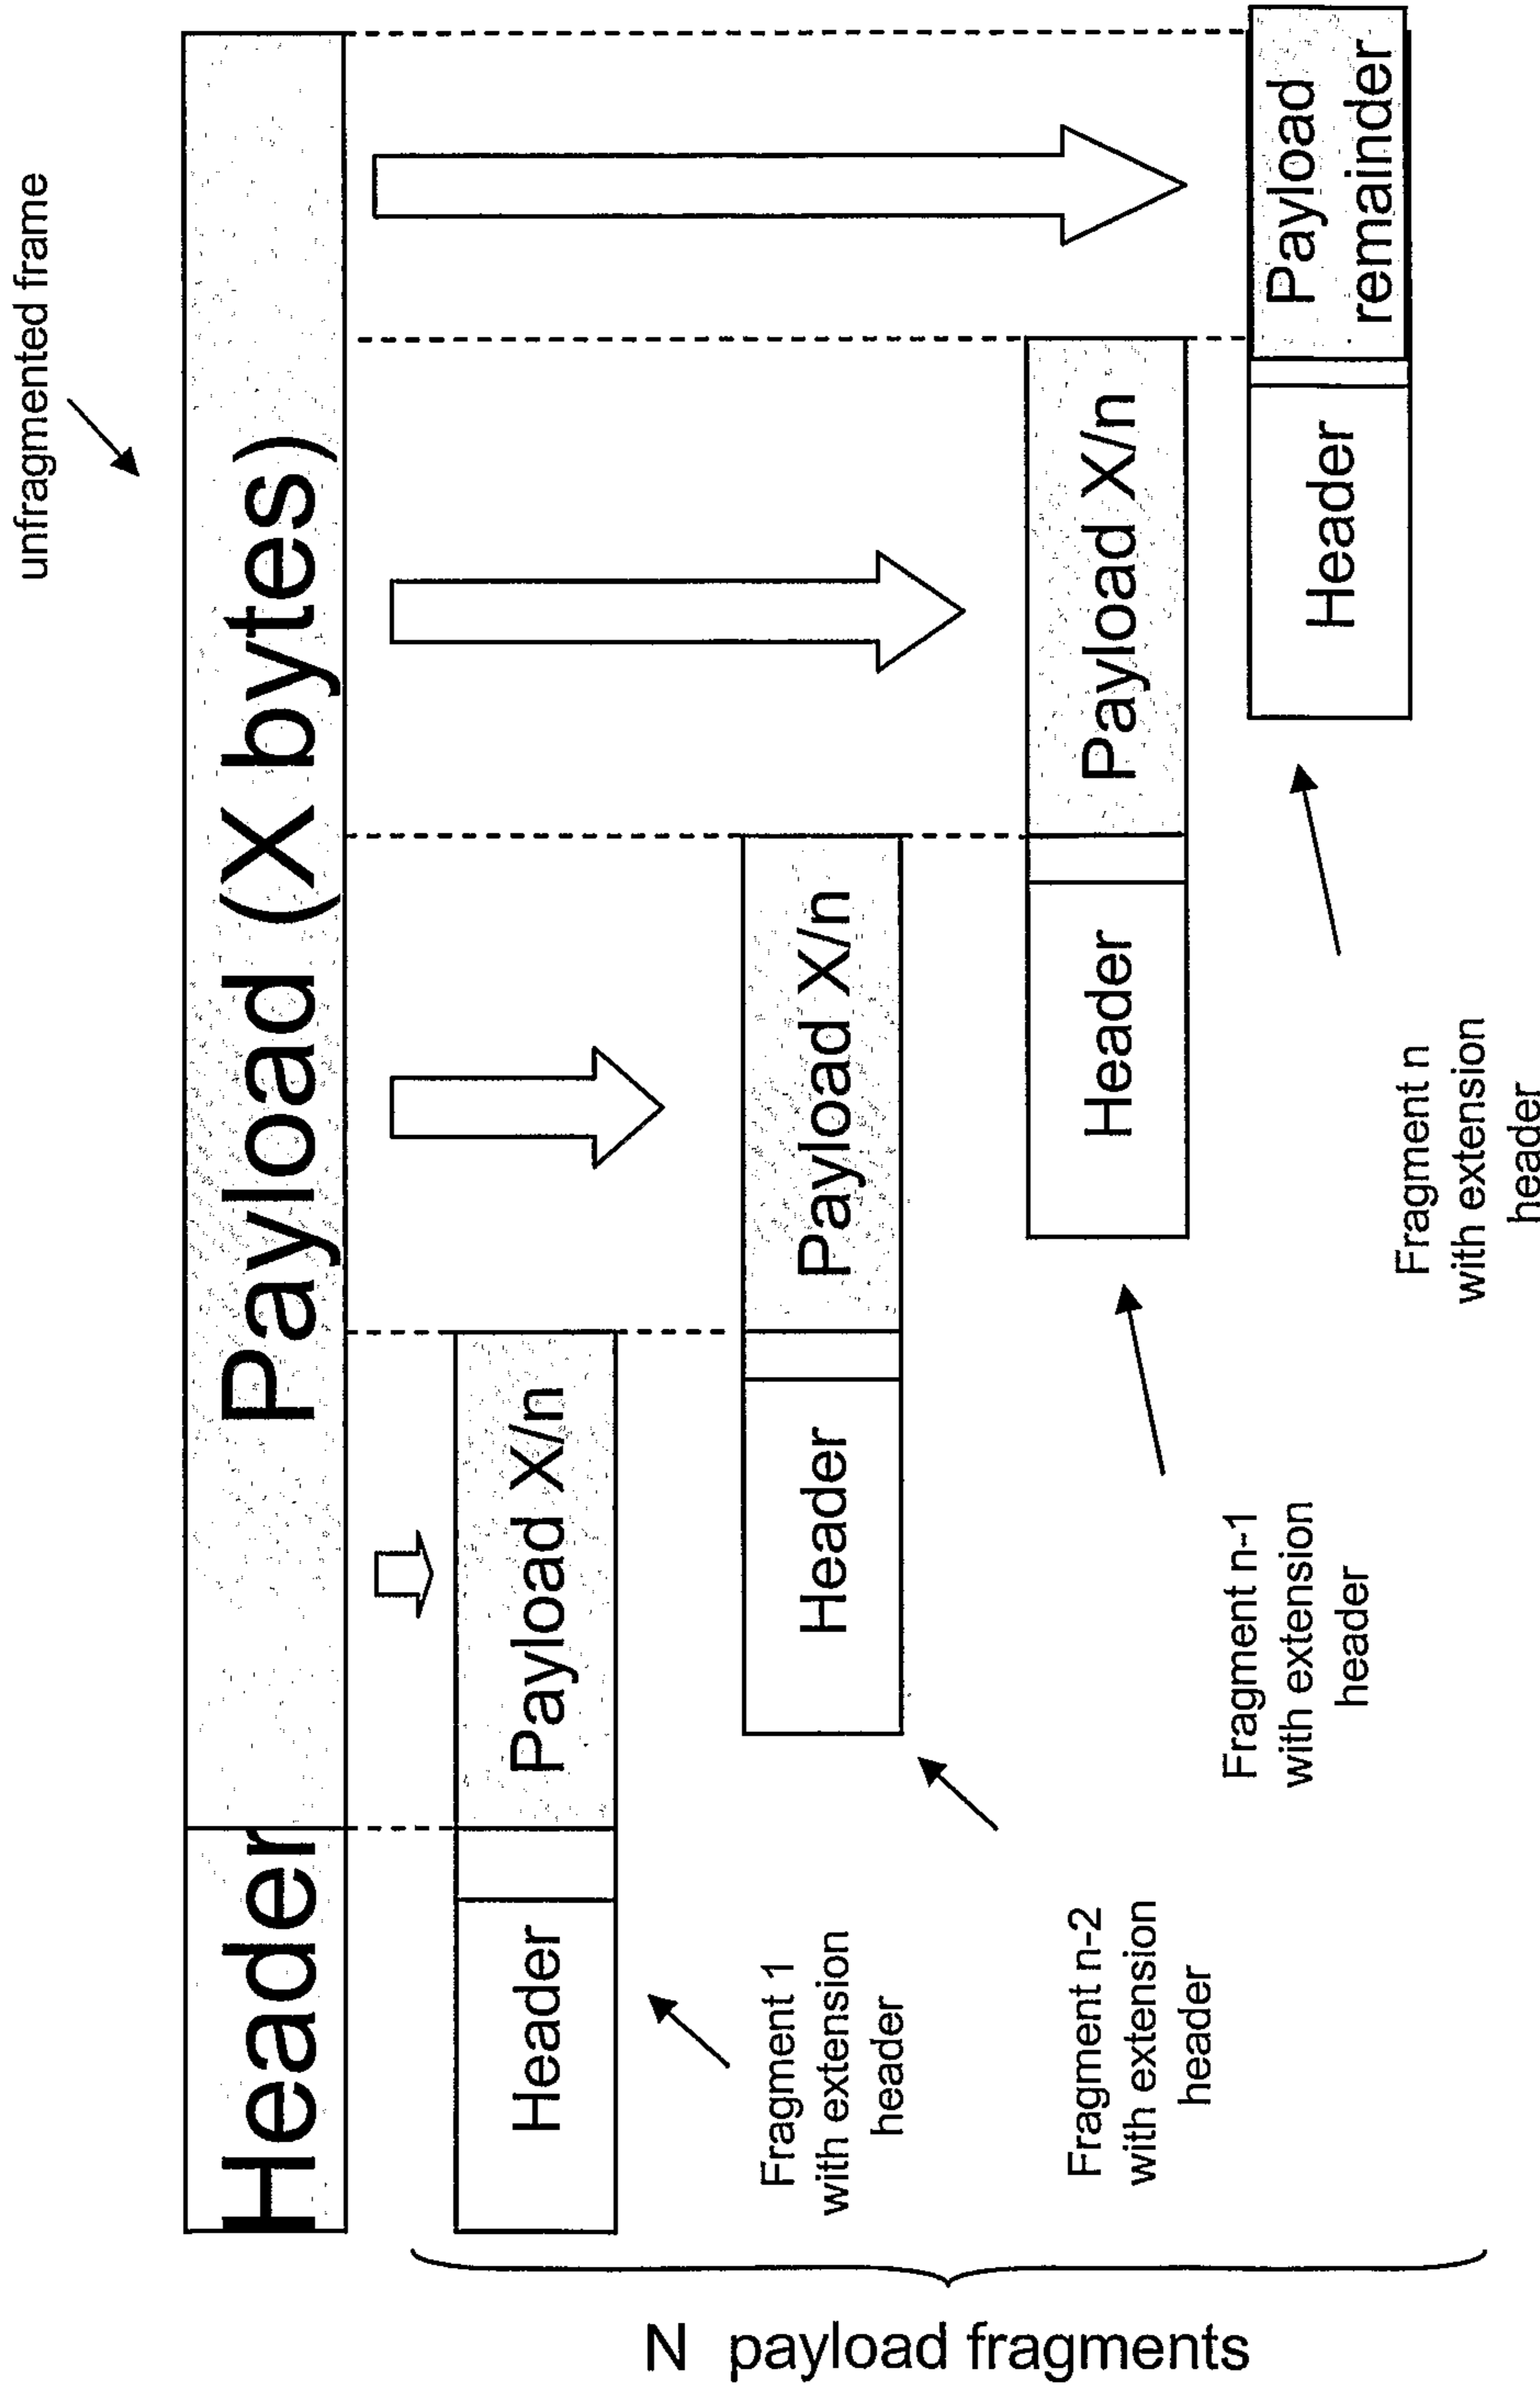 unfragmented frame
Header
Payload (X bytes)
Header
Payload X/n
Fragment 1
with extension
header
Header
Payload X/n
Fragment n-2
with extension
header
Header
Payload X/n
Fragment n-1
with extension
header
Header
Payload
remainder
Fragment n
with extension
header
N payload fragments